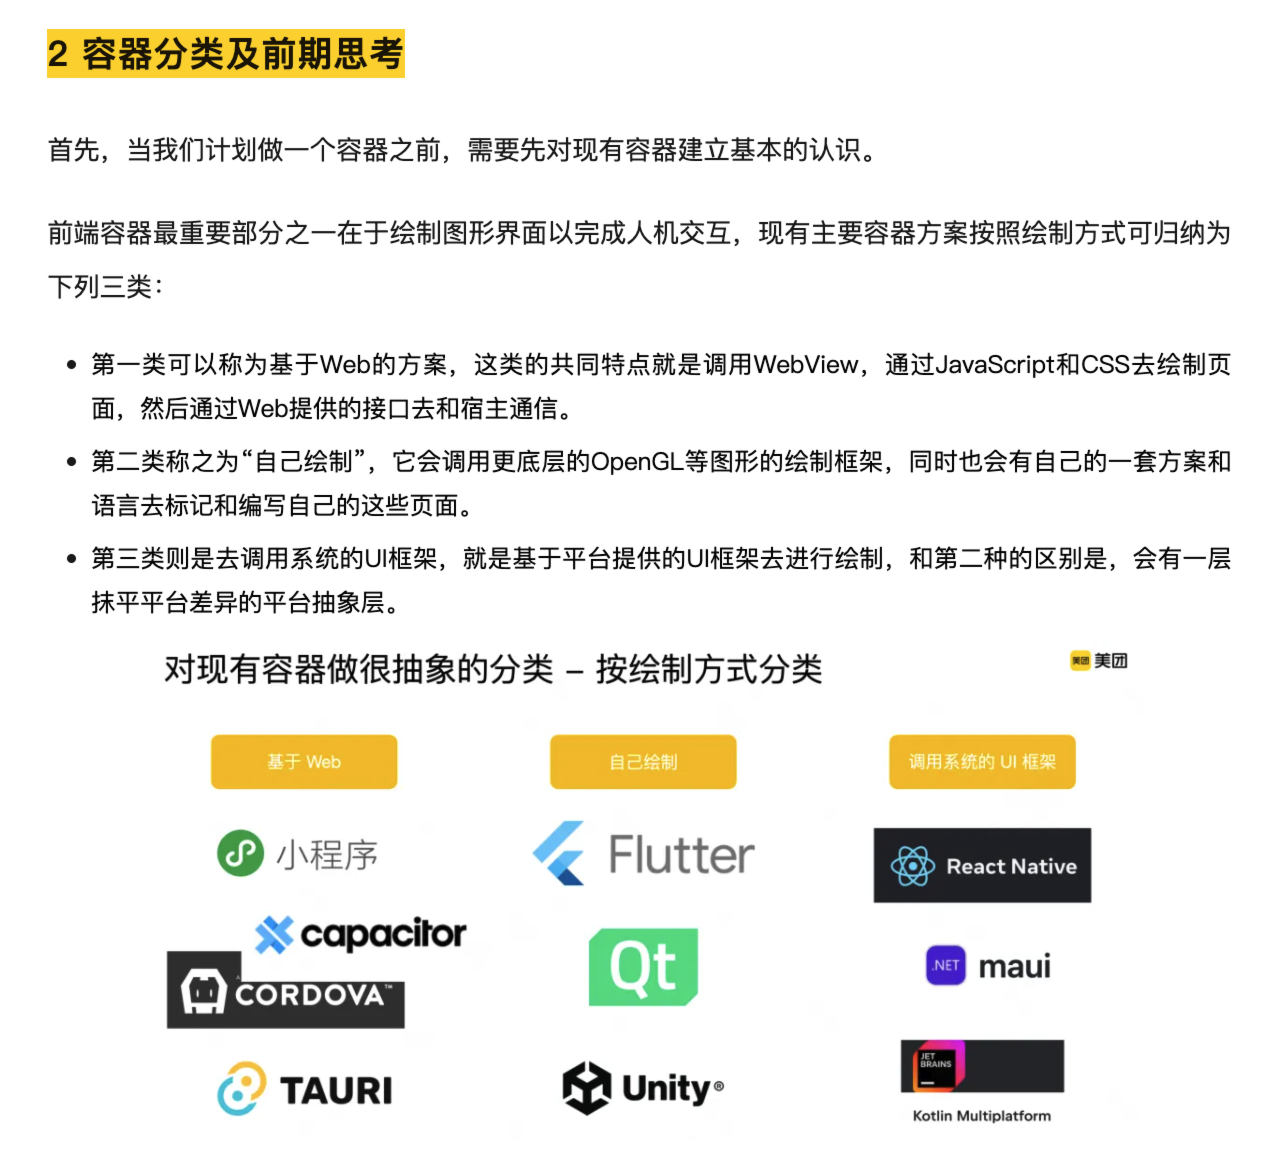 2 容器分类及前期思考
首先，当我们计划做一个容器之前，需要先对现有容器建立基本的认识。
前端容器最重要部分之一在于绘制图形界面以完成人机交互，现有主要容器方案按照绘制方式可归纳为
下列三类：
• 第一类可以称为基于Web的方案，这类的共同特点就是调用WebView，通过JavaScript和CSS去绘制页
面，然后通过Web提供的接口去和宿主通信。
• 第二类称之为“自己绘制”，它会调用更底层的OpenGL等图形的绘制框架，同时也会有自己的一套方案和
语言去标记和编写自己的这些页面。
• 第三类则是去调用系统的UI框架，就是基于平台提供的UI框架去进行绘制，和第二种的区别是，会有一层
抹平平台差异的平台抽象层。
对现有容器做很抽象的分类 – 按绘制方式分类
美团 美团
基于 Web
自己绘制
调用系统的 UI 框架
小程序
Flutter
React Native
capacitor
CORDOVA™
Qt
.NET maui
TAURI
Unity®
JET
BRAINS
Kotlin Multiplatform